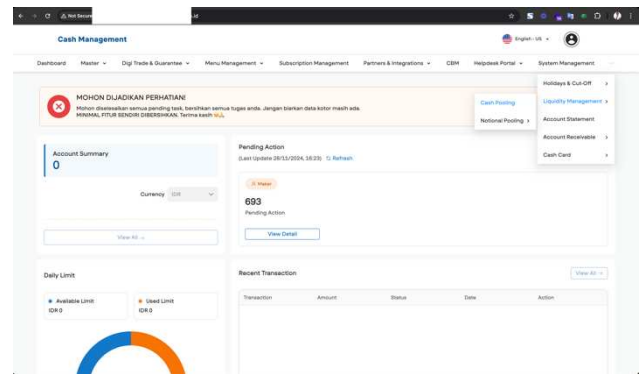 Not Secure
.id
Cash Management
English - US
Dashboard
Master
Digi Trade & Guarantee
Menu Management
Subscription Management
Partners & Integrations
CBM
Helpdesk Portal
System Management
Holidays & Cut-Off
Liquidity Management
Account Statement
Account Receivable
Cash Card
Cash Pooling
Notional Pooling
MOHON DIJADIKAN PERHATIAN!
Mohon diselesaikan semua pending task, bersihkan semua tugas anda. Jangan biarkan data kotor masih ada.
MINIMAL, FITUR SENDIRI DIBERSIHKAN. Terima kasih
Account Summary
0
Currency IDR
View All
Pending Action
(Last Update 28/11/2024, 16:23) Refresh
Maker
693
Pending Action
View Detail
Daily Limit
Available Limit
IDR 0
Used Limit
IDR 0
Recent Transaction
View All
Transaction Amount Status Date Action